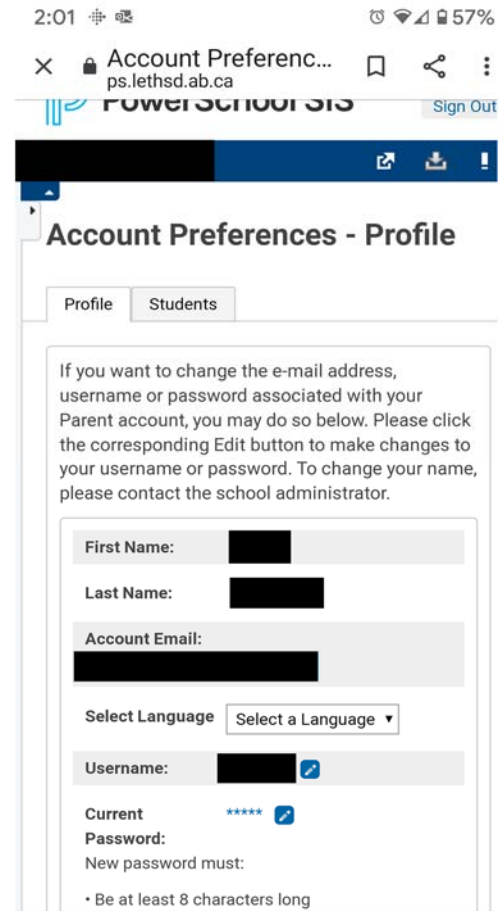 2:01 57%
Account Preferenc...
ps.lethsd.ab.ca
PowerSchool SIS
Sign Out
Account Preferences - Profile
Profile Students
If you want to change the e-mail address,
username or password associated with your
Parent account, you may do so below. Please click
the corresponding Edit button to make changes to
your username or password. To change your name,
please contact the school administrator.
First Name:
Last Name:
Account Email:
Select Language Select a Language
Username:
Current *****
Password:
New password must:
• Be at least 8 characters long